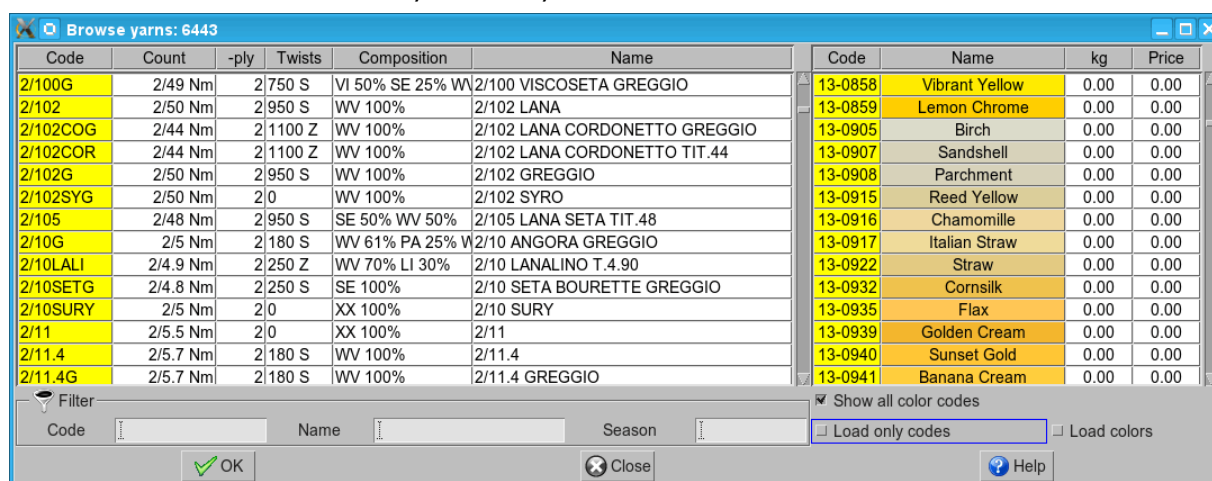 Browse yarns: 6443
Code Count -ply Twists Composition Name Code Name kg Price
2/100G 2/49 Nm 2 750 S VI 50% SE 25% W 2/100 VISCOSETA GREGGIO 13-0858 Vibrant Yellow 0.00 0.00
2/102 2/50 Nm 2 950 S WV 100% 2/102 LANA 13-0859 Lemon Chrome 0.00 0.00
2/102COG 2/44 Nm 2 1100 Z WV 100% 2/102 LANA CORDONETTO GREGGIO 13-0905 Birch 0.00 0.00
2/102COR 2/44 Nm 2 1100 Z WV 100% 2/102 LANA CORDONETTO TIT.44 13-0907 Sandshell 0.00 0.00
2/102G 2/50 Nm 2 950 S WV 100% 2/102 GREGGIO 13-0908 Parchment 0.00 0.00
2/102SYG 2/50 Nm 2 0 WV 100% 2/102 SYRO 13-0915 Reed Yellow 0.00 0.00
2/105 2/48 Nm 2 950 S SE 50% WV 50% 2/105 LANA SETA TIT.48 13-0916 Chamomille 0.00 0.00
2/10G 2/5 Nm 2 180 S WV 61% PA 25% W 2/10 ANGORA GREGGIO 13-0917 Italian Straw 0.00 0.00
2/10LALI 2/4.9 Nm 2 250 Z WV 70% LI 30% 2/10 LANALINO T.4.90 13-0922 Straw 0.00 0.00
2/10SETG 2/4.8 Nm 2 250 S SE 100% 2/10 SETA BOURETTE GREGGIO 13-0932 Cornsilk 0.00 0.00
2/10SURY 2/5 Nm 2 0 XX 100% 2/10 SURY 13-0935 Flax 0.00 0.00
2/11 2/5.5 Nm 2 0 XX 100% 2/11 13-0939 Golden Cream 0.00 0.00
2/11.4 2/5.7 Nm 2 180 S WV 100% 2/11.4 13-0940 Sunset Gold 0.00 0.00
2/11.4G 2/5.7 Nm 2 180 S WV 100% 2/11.4 GREGGIO 13-0941 Banana Cream 0.00 0.00
Filter Show all color codes
Code Name Season Load only codes Load colors
OK Close Help